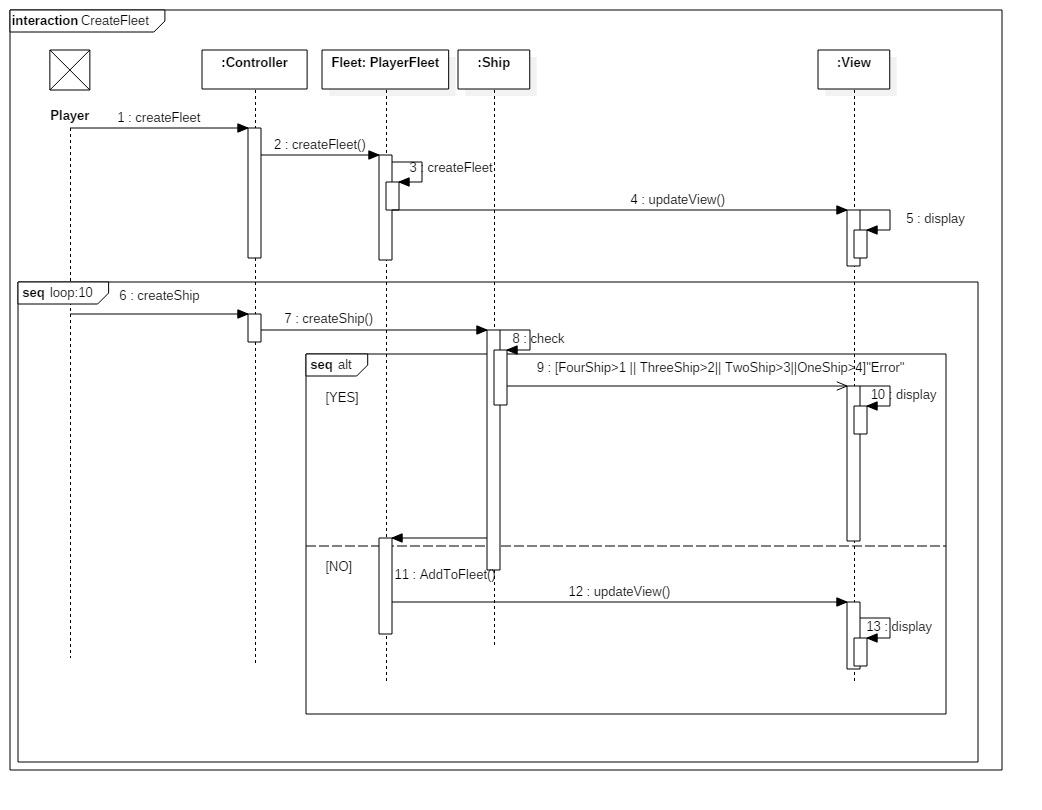 interaction CreateFleet
:Controller
Fleet: PlayerFleet
:Ship
:View
Player
1 : createFleet
2 : createFleet()
3 : createFleet
4 : updateView()
5 : display
seq loop:10
6 : createShip
7 : createShip()
8 : check
seq alt
9 : [FourShip>1 || ThreeShip>2|| TwoShip>3||OneShip>4]"Error"
[YES]
10 : display
[NO]
11 : AddToFleet()
12 : updateView()
13 : display